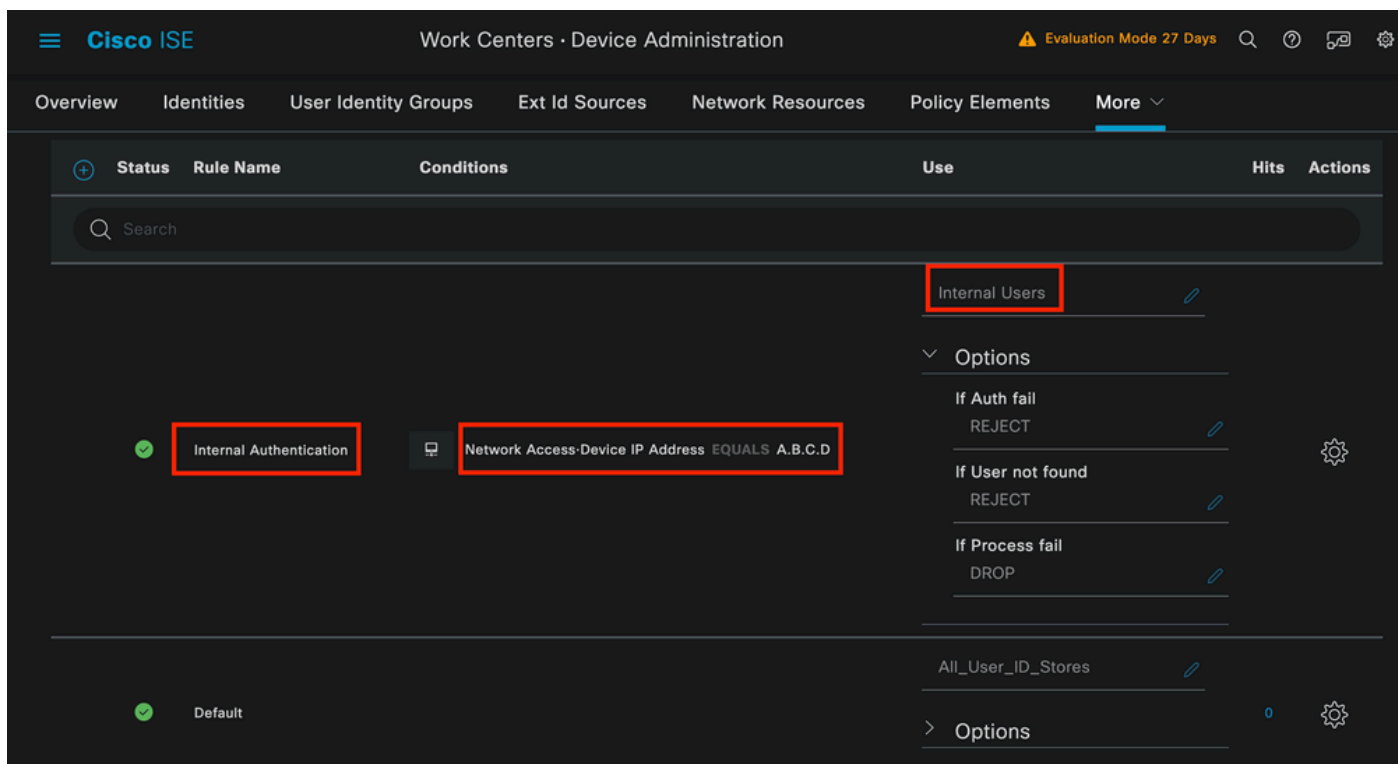 Cisco ISE
Work Centers · Device Administration
Evaluation Mode 27 Days
Overview
Identities
User Identity Groups
Ext Id Sources
Network Resources
Policy Elements
More
Status
Rule Name
Conditions
Use
Hits
Actions
Search
Internal Authentication
Network Access·Device IP Address EQUALS A.B.C.D
Internal Users
Options
If Auth fail
REJECT
If User not found
REJECT
If Process fail
DROP
Default
All_User_ID_Stores
Options
0